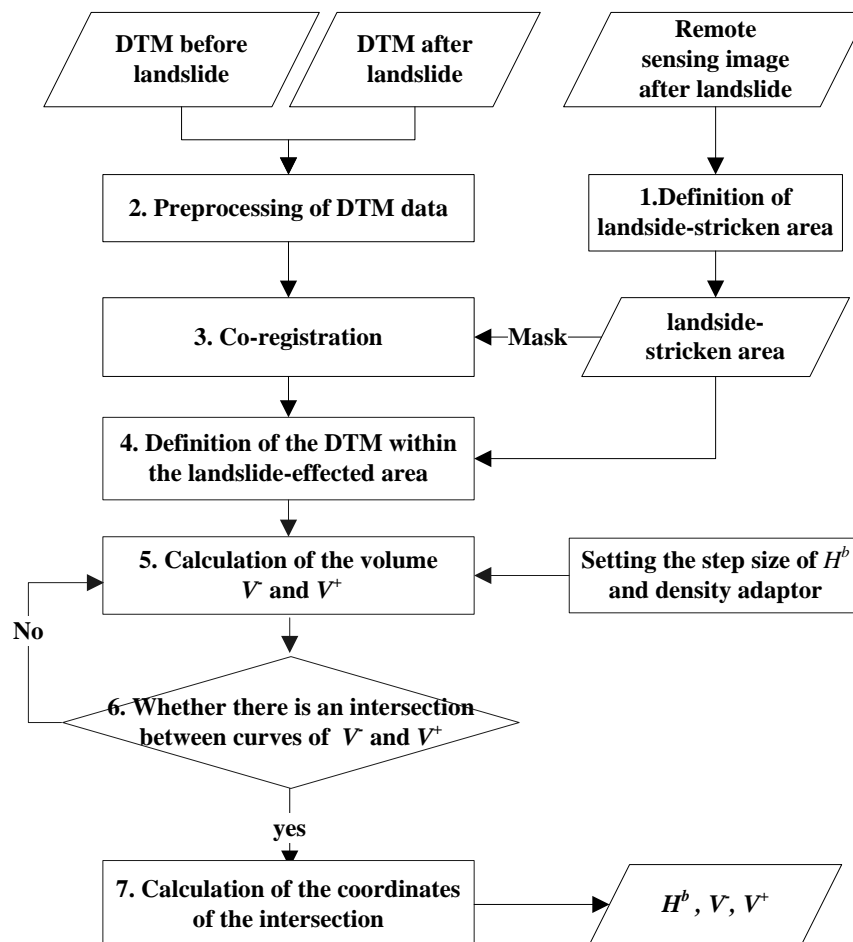 DTM before
landslide
DTM after
landslide
Remote
sensing image
after landslide
2. Preprocessing of DTM data
1.Definition of
landside-stricken area
3. Co-registration
Mask
landside-
stricken area
4. Definition of the DTM within
the landslide-effected area
5. Calculation of the volume
V⁻ and V⁺
Setting the step size of Hᵇ
and density adaptor
No
6. Whether there is an intersection
between curves of V⁻ and V⁺
yes
7. Calculation of the coordinates
of the intersection
Hᵇ , V⁻, V⁺